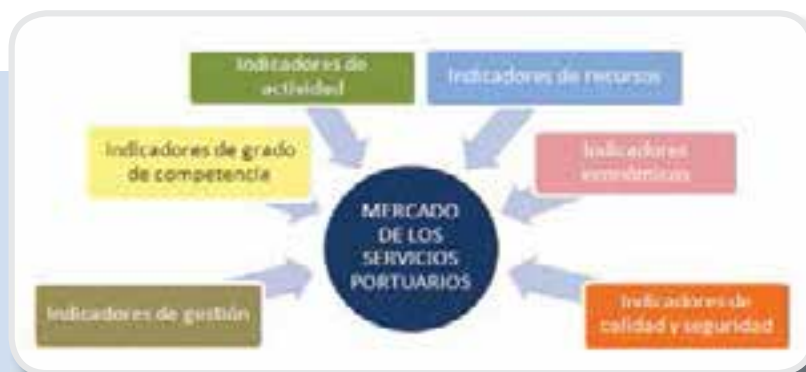 Indicadores de
actividad
Indicadores de recursos
Indicadores de grado
de competencia
Indicadores
económicos
MERCADO
DE LOS
SERVICIOS
PORTUARIOS
Indicadores de gestión
Indicadores de
calidad y seguridad